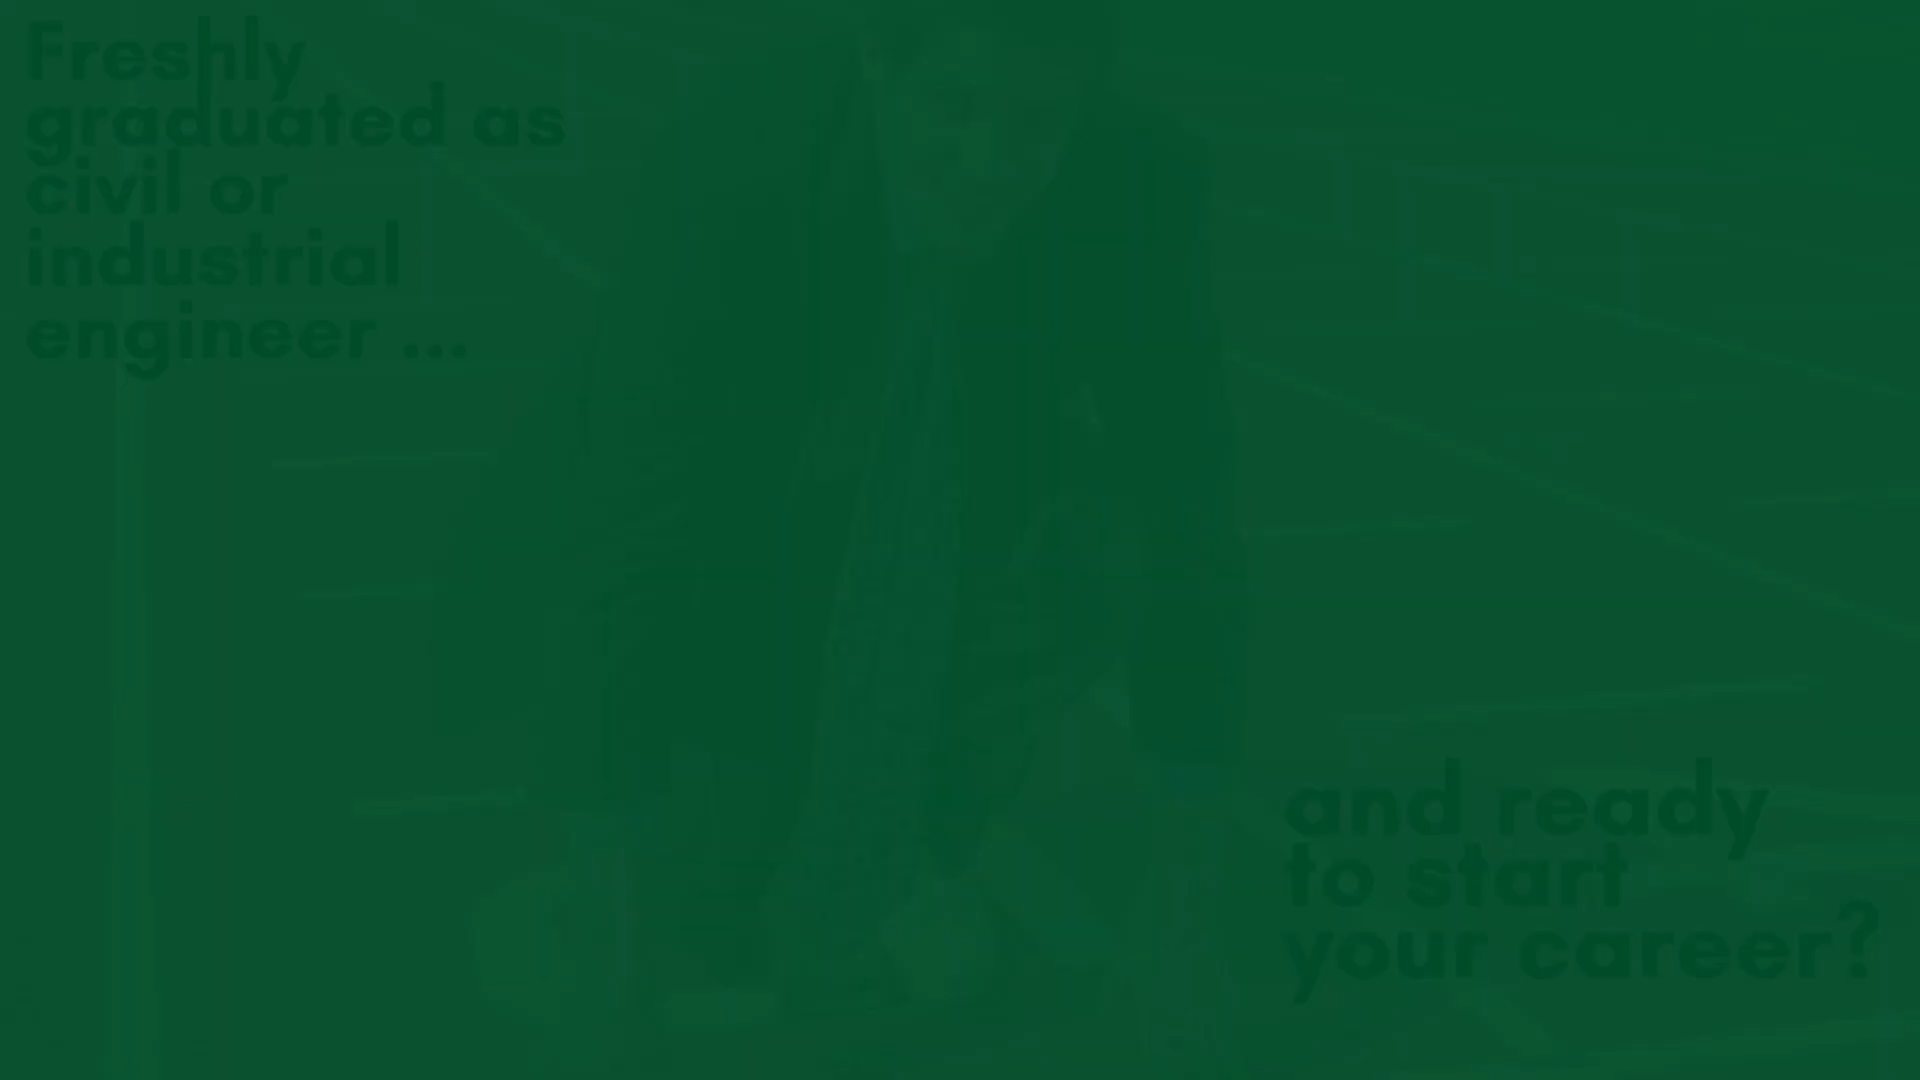 Freshly
graduated as
civil or
industrial
engineer ...
and ready
to start
your career?